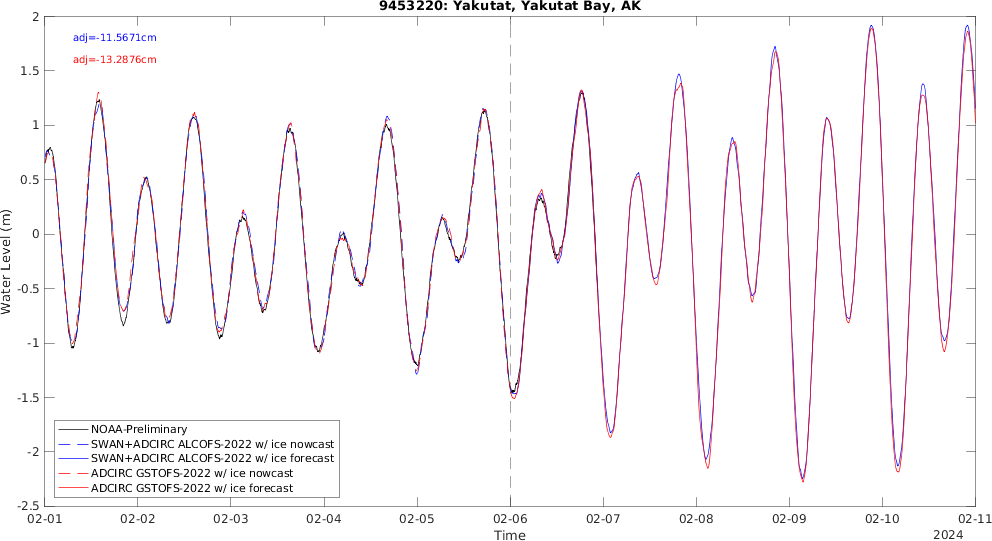 9453220: Yakutat, Yakutat Bay, AK
adj=-11.5671cm
adj=-13.2876cm
Water Level (m)
2
1.5
1
0.5
0
-0.5
-1
-1.5
-2
-2.5
NOAA-Preliminary
SWAN+ADCIRC ALCOFS-2022 w/ ice nowcast
SWAN+ADCIRC ALCOFS-2022 w/ ice forecast
ADCIRC GSTOFS-2022 w/ ice nowcast
ADCIRC GSTOFS-2022 w/ ice forecast
02-01 02-02 02-03 02-04 02-05 02-06 02-07 02-08 02-09 02-10 02-11
Time
2024